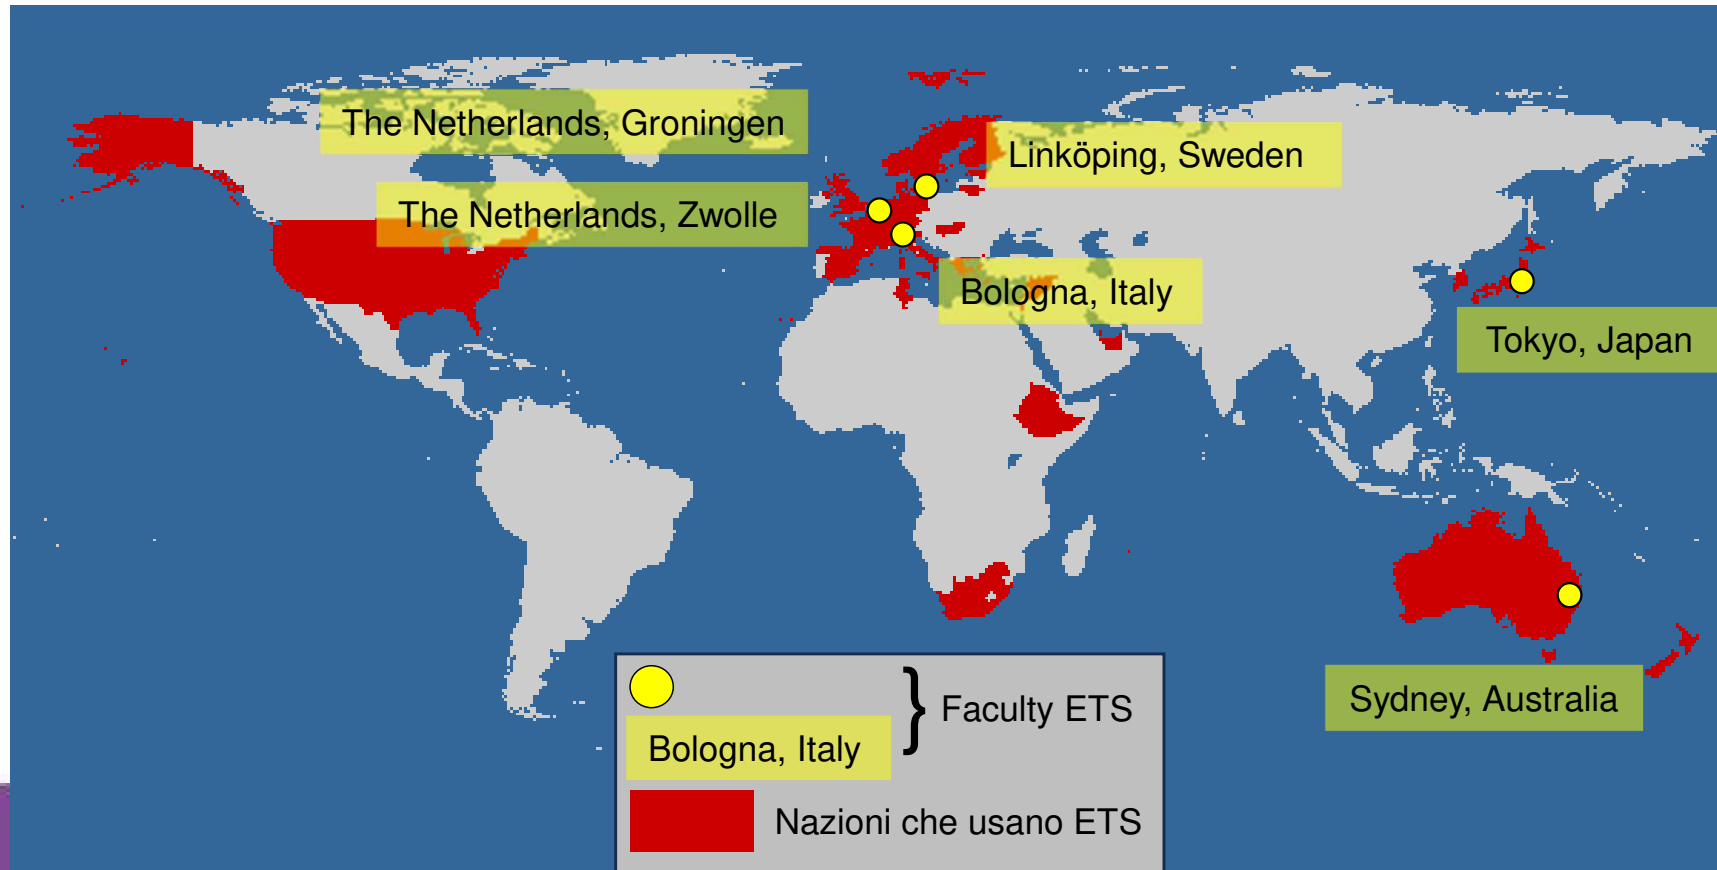 The Netherlands, Groningen
Linköping, Sweden
The Netherlands, Zwolle
Bologna, Italy
Tokyo, Japan
Sydney, Australia
} Faculty ETS
Bologna, Italy
Nazioni che usano ETS